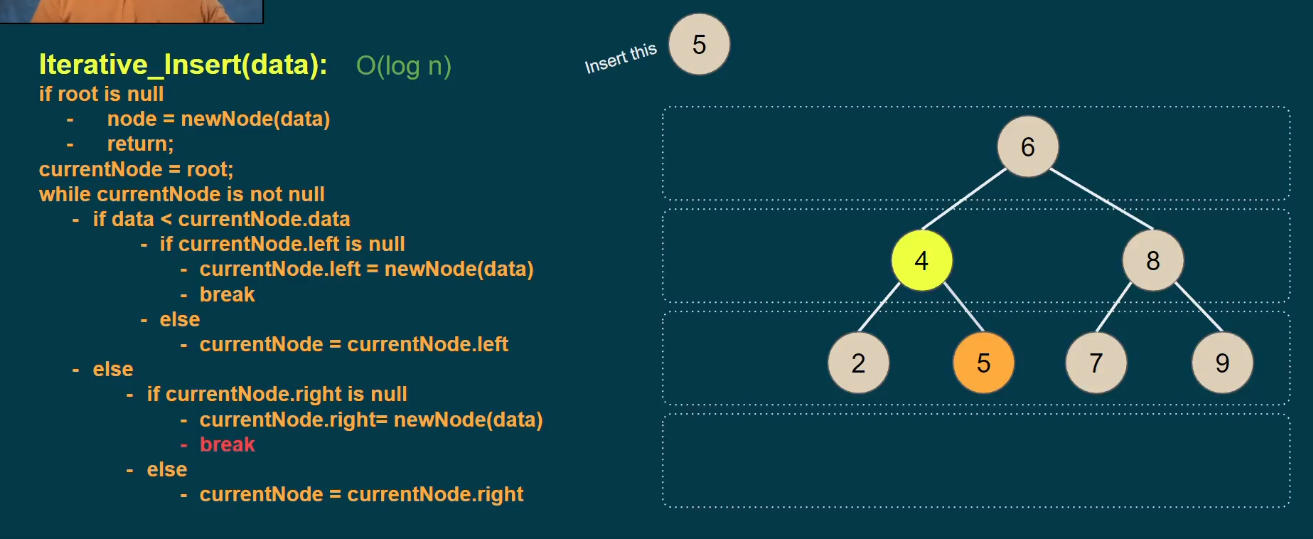 Iterative_Insert(data): O(log n)
if root is null
- node = newNode(data)
- return;
currentNode = root;
while currentNode is not null
- if data < currentNode.data
- if currentNode.left is null
- currentNode.left = newNode(data)
- break
- else
- currentNode = currentNode.left
- else
- if currentNode.right is null
- currentNode.right= newNode(data)
- break
- else
- currentNode = currentNode.right
Insert this 5
6
4 8
2 5 7 9